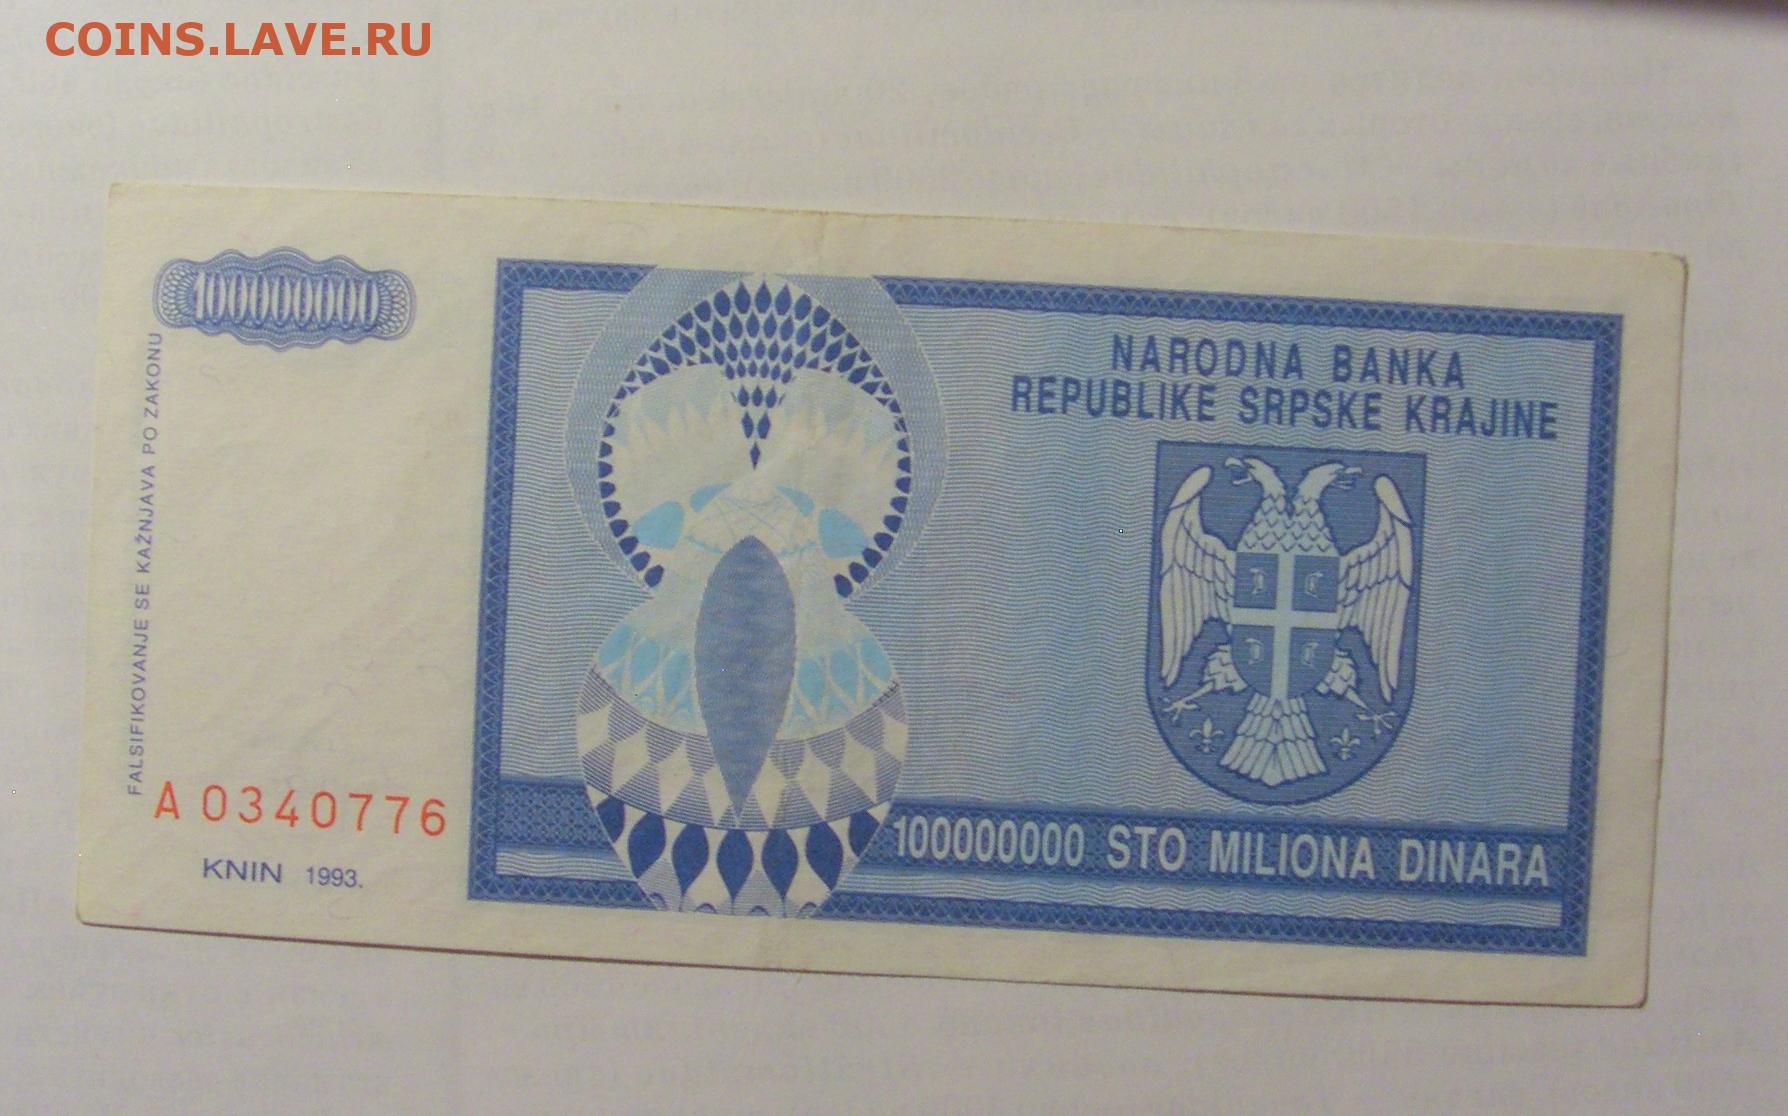 COINS.LAVE.RU
100000000
FALSIFIKOVANJE SE KAŽNJAVA PO ZAKONU
NARODNA BANKA
REPUBLIKE SRPSKE KRAJINE
A 0340776
KNIN 1993.
100000000 STO MILIONA DINARA